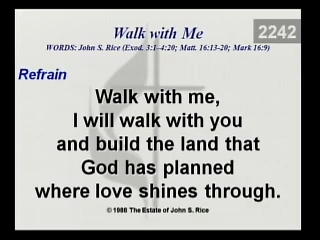 Walk with Me
2242
WORDS: John S. Rice (Exod. 3:1–4:20; Matt. 16:13-20; Mark 16:9)
Refrain
Walk with me,
I will walk with you
and build the land that
God has planned
where love shines through.
© 1988 The Estate of John S. Rice